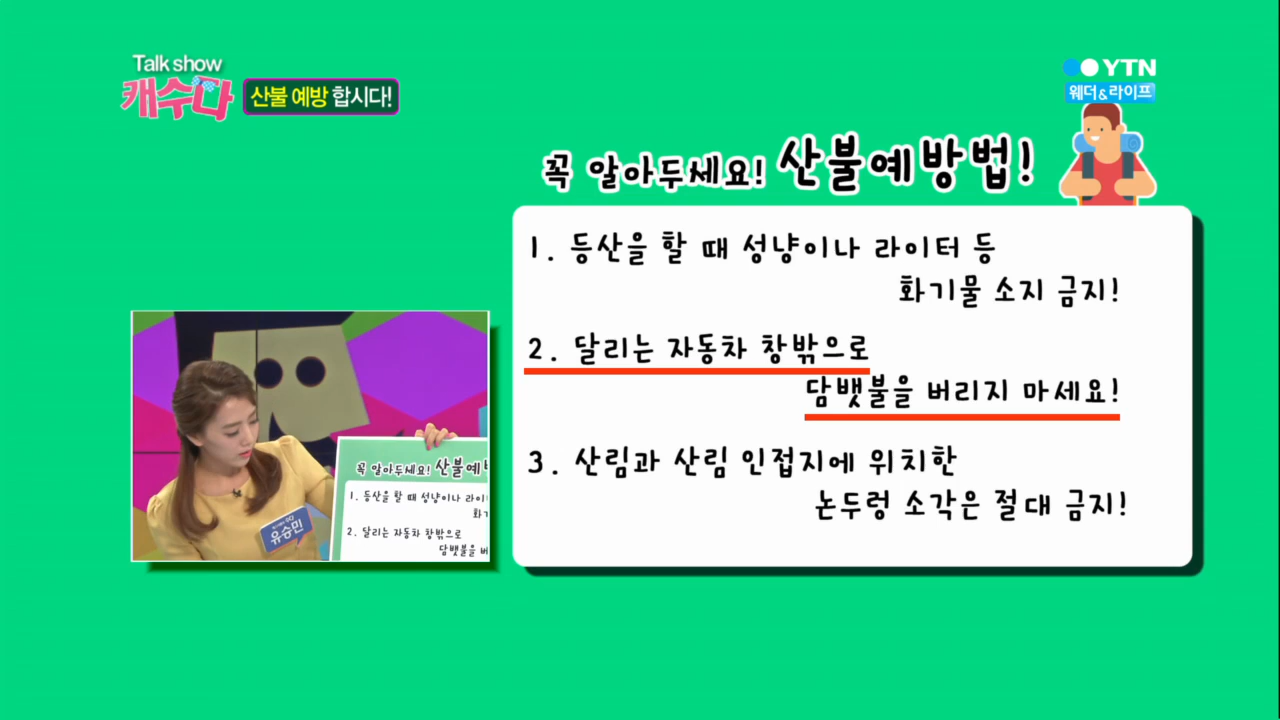 Talk show
캐수다
산불 예방 합시다!
YTN
웨더&라이프
꼭 알아두세요! 산불예방법!
1. 등산을 할 때 성냥이나 라이터 등
화기물 소지 금지!
2. 달리는 자동차 창밖으로
담뱃불을 버리지 마세요!
3. 산림과 산림 인접지에 위치한
논두렁 소각은 절대 금지!
꼭 알아두세요! 산불예
1. 등산을 할 때 성냥이나 라이
화기
2. 달리는 자동차 창밖으로
담뱃불을 버
유승민